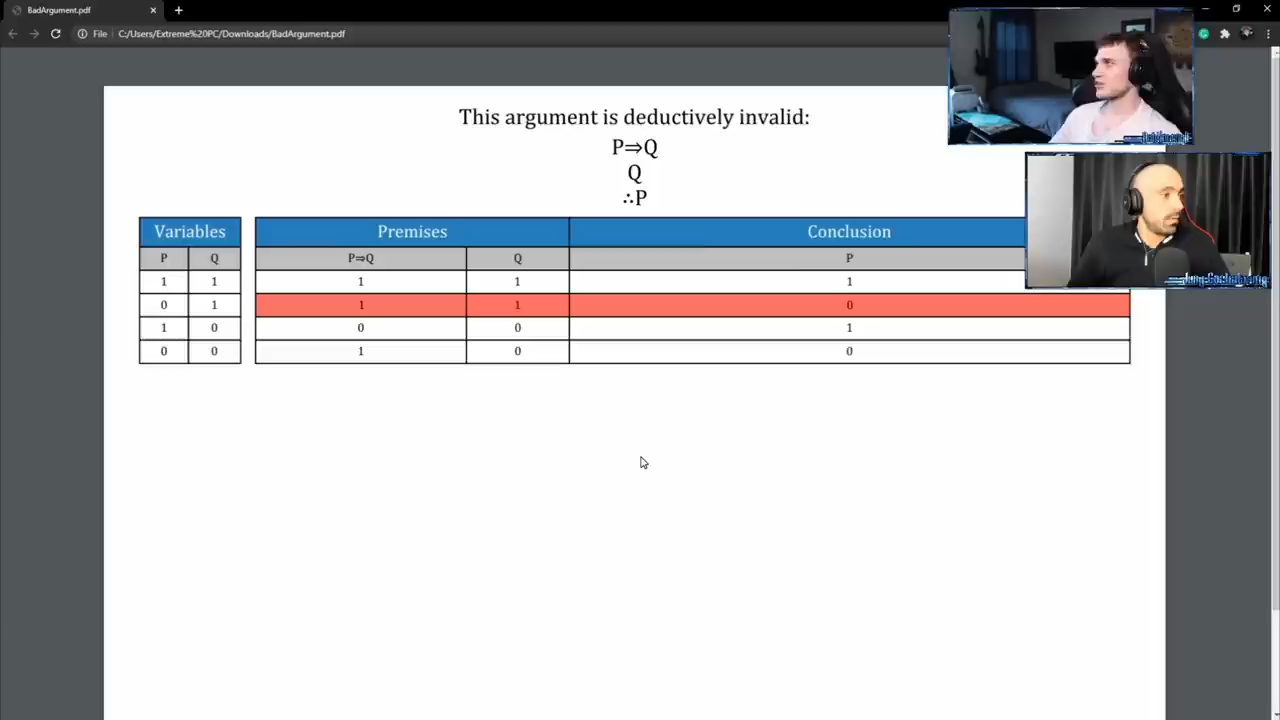 BadArgument.pdf
File C:/Users/Extreme%20PC/Downloads/BadArgument.pdf
This argument is deductively invalid:
P⇒Q
Q
∴P
Variables Premises Conclusion
P Q P⇒Q Q P
1 1 1 1 1
0 1 1 1 0
1 0 0 0 1
0 0 1 0 0